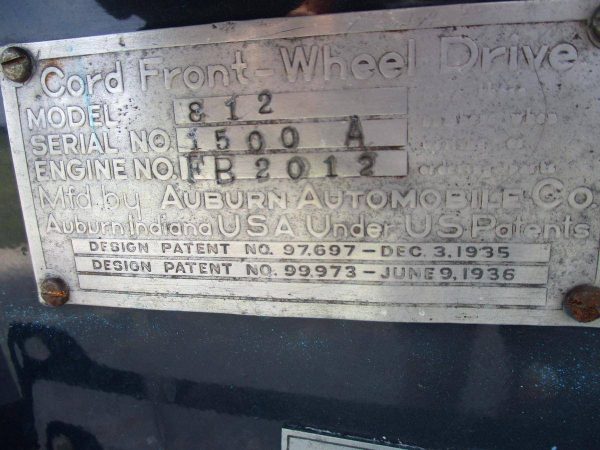 Cord Front-Wheel Drive
MODEL 812
SERIAL NO. 1500 A
ENGINE NO. FB2012
Mfd. by AUBURN AUTOMOBILE CO
Auburn Indiana USA Under US Patents
DESIGN PATENT NO. 97,697-DEC. 3, 1935
DESIGN PATENT NO. 99,973-JUNE 9, 1936